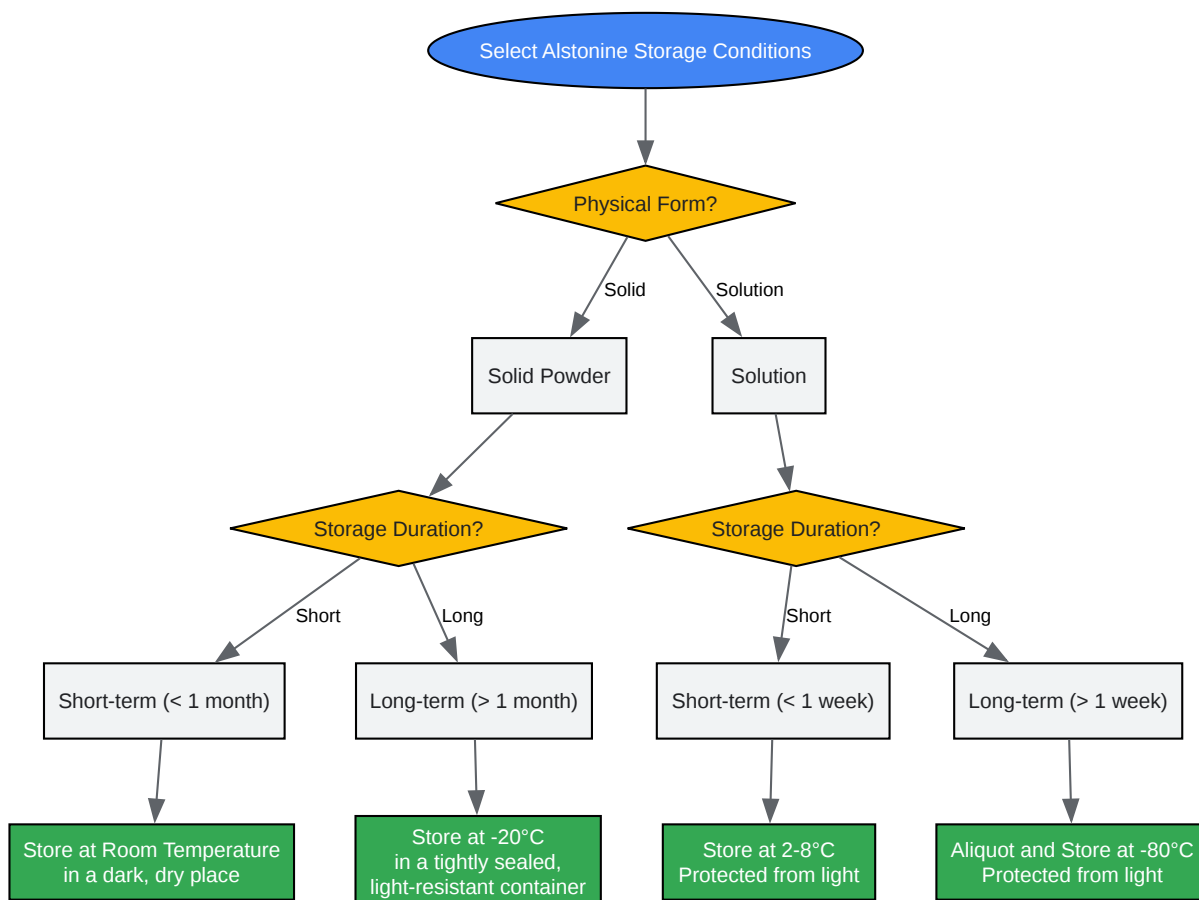 Select Alstonine Storage Conditions
Physical Form?
Solid
Solution
Solid Powder
Solution
Storage Duration?
Storage Duration?
Short
Long
Short
Long
Short-term (< 1 month)
Long-term (> 1 month)
Short-term (< 1 week)
Long-term (> 1 week)
Store at Room Temperature
in a dark, dry place
Store at -20°C
in a tightly sealed,
light-resistant container
Store at 2-8°C
Protected from light
Aliquot and Store at -80°C
Protected from light